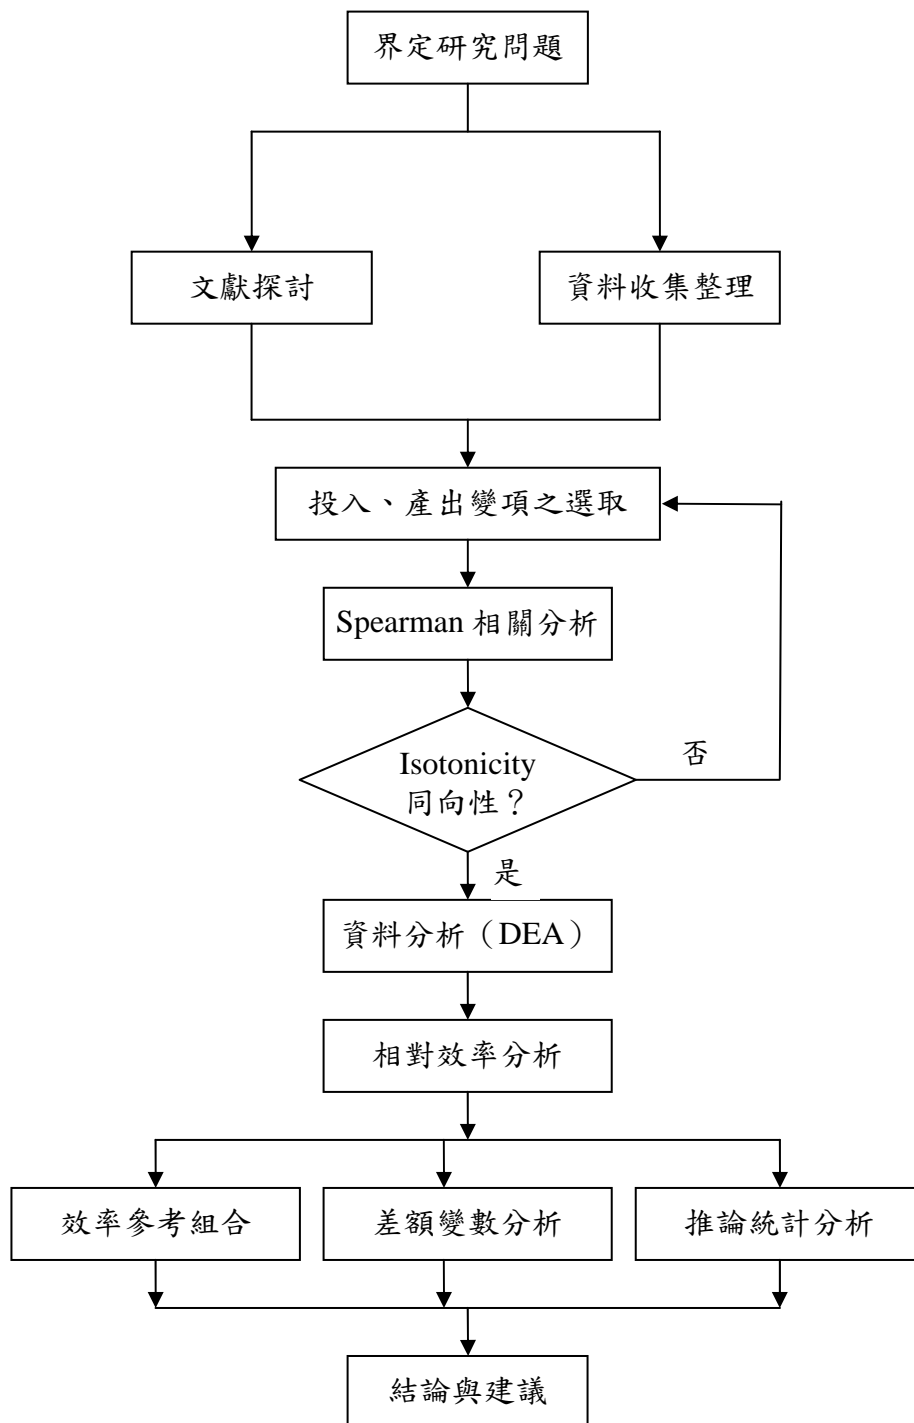 界定研究問題
文獻探討
資料收集整理
投入、產出變項之選取
Spearman 相關分析
Isotonicity
同向性？
否
是
資料分析（DEA）
相對效率分析
效率參考組合
差額變數分析
推論統計分析
結論與建議